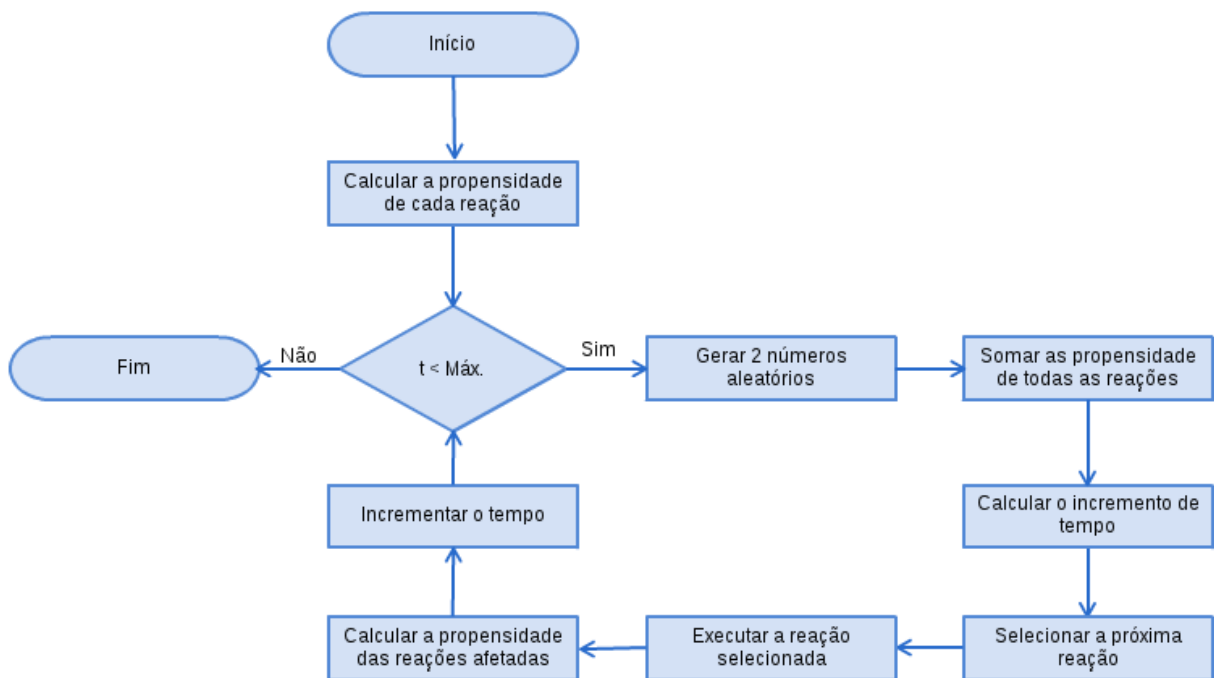 Início
Calcular a propensidade
de cada reação
t < Máx.
Não
Fim
Sim
Gerar 2 números
aleatórios
Somar as propensidade
de todas as reações
Calcular o incremento de
tempo
Selecionar a próxima
reação
Executar a reação
selecionada
Calcular a propensidade
das reações afetadas
Incrementar o tempo